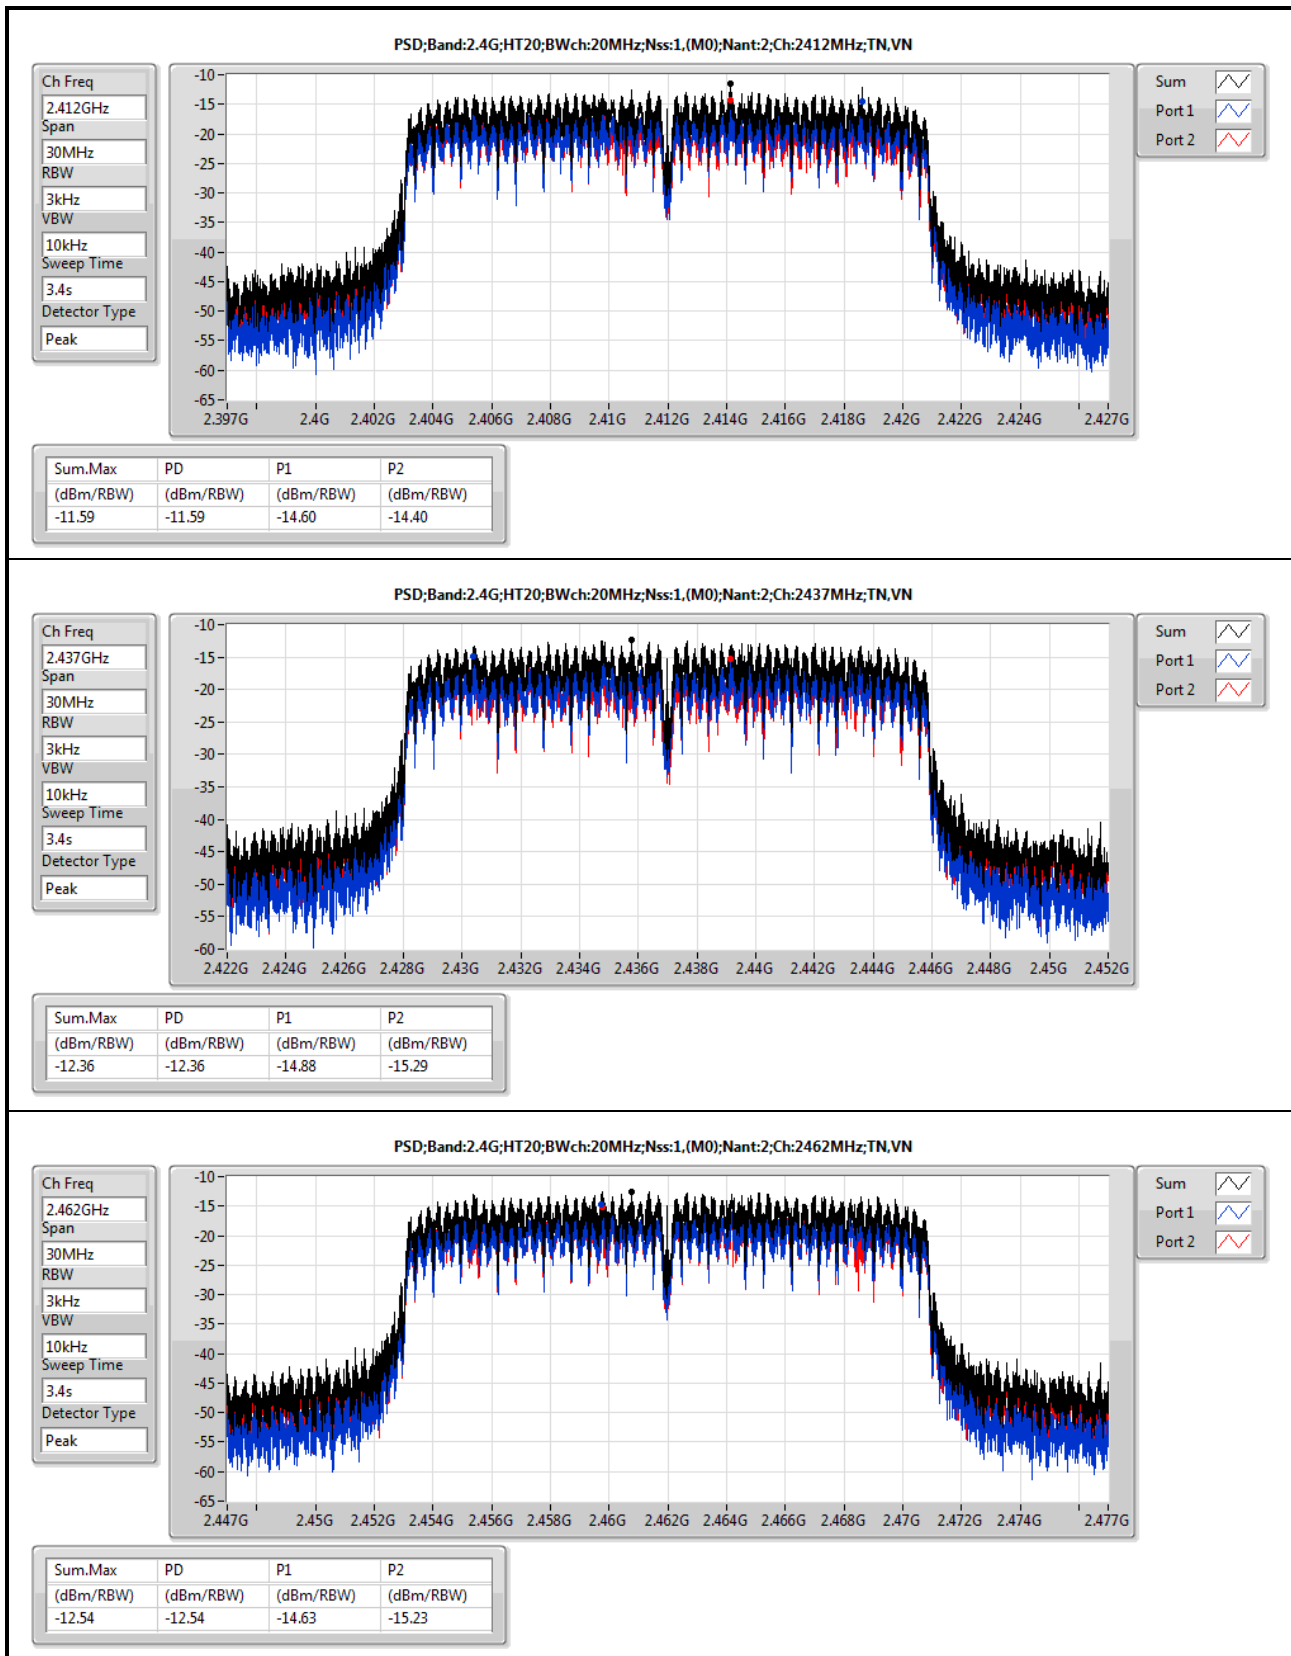 PSD;Band:2.4G;HT20;BWch:20MHz;Nss:1,(M0);Nant:2;Ch:2412MHz;TN,VN
Ch Freq
2.412GHz
Span
30MHz
RBW
3kHz
VBW
10kHz
Sweep Time
3.4s
Detector Type
Peak
-10
-15
-20
-25
-30
-35
-40
-45
-50
-55
-60
-65
2.397G 2.4G 2.402G 2.404G 2.406G 2.408G 2.41G 2.412G 2.414G 2.416G 2.418G 2.42G 2.422G 2.424G 2.427G
Sum
Port 1
Port 2
Sum.Max PD P1 P2
(dBm/RBW) (dBm/RBW) (dBm/RBW) (dBm/RBW)
-11.59 -11.59 -14.60 -14.40
PSD;Band:2.4G;HT20;BWch:20MHz;Nss:1,(M0);Nant:2;Ch:2437MHz;TN,VN
Ch Freq
2.437GHz
Span
30MHz
RBW
3kHz
VBW
10kHz
Sweep Time
3.4s
Detector Type
Peak
-10
-15
-20
-25
-30
-35
-40
-45
-50
-55
-60
2.422G 2.424G 2.426G 2.428G 2.43G 2.432G 2.434G 2.436G 2.438G 2.44G 2.442G 2.444G 2.446G 2.448G 2.45G 2.452G
Sum
Port 1
Port 2
Sum.Max PD P1 P2
(dBm/RBW) (dBm/RBW) (dBm/RBW) (dBm/RBW)
-12.36 -12.36 -14.88 -15.29
PSD;Band:2.4G;HT20;BWch:20MHz;Nss:1,(M0);Nant:2;Ch:2462MHz;TN,VN
Ch Freq
2.462GHz
Span
30MHz
RBW
3kHz
VBW
10kHz
Sweep Time
3.4s
Detector Type
Peak
-10
-15
-20
-25
-30
-35
-40
-45
-50
-55
-60
-65
2.447G 2.45G 2.452G 2.454G 2.456G 2.458G 2.46G 2.462G 2.464G 2.466G 2.468G 2.47G 2.472G 2.474G 2.477G
Sum
Port 1
Port 2
Sum.Max PD P1 P2
(dBm/RBW) (dBm/RBW) (dBm/RBW) (dBm/RBW)
-12.54 -12.54 -14.63 -15.23